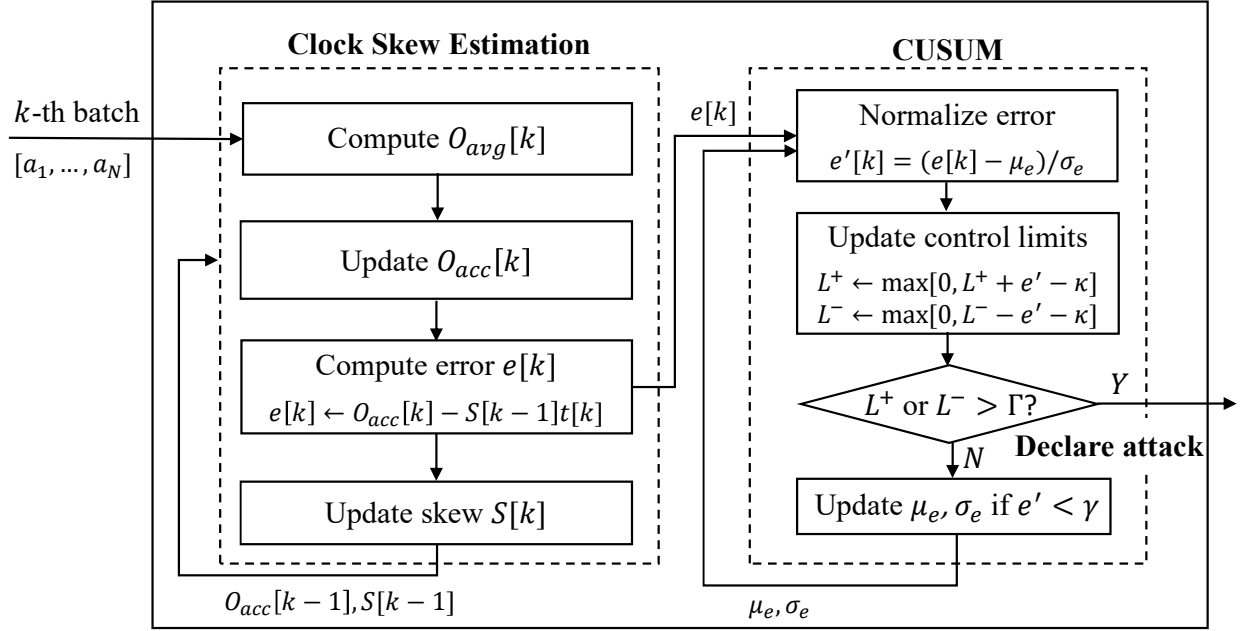 Clock Skew Estimation
k-th batch
[a₁, … , a_N]
Compute O_avg[k]
Update O_acc[k]
Compute error e[k]
e[k] ← O_acc[k] − S[k − 1]t[k]
Update skew S[k]
O_acc[k − 1], S[k − 1]
CUSUM
e[k]
Normalize error
e′[k] = (e[k] − μ_e)/σ_e
Update control limits
L⁺ ← max[0, L⁺ + e′ − κ]
L⁻ ← max[0, L⁻ − e′ − κ]
L⁺ or L⁻ > Γ?
Y
Declare attack
N
Update μ_e, σ_e if e′ < γ
μ_e, σ_e